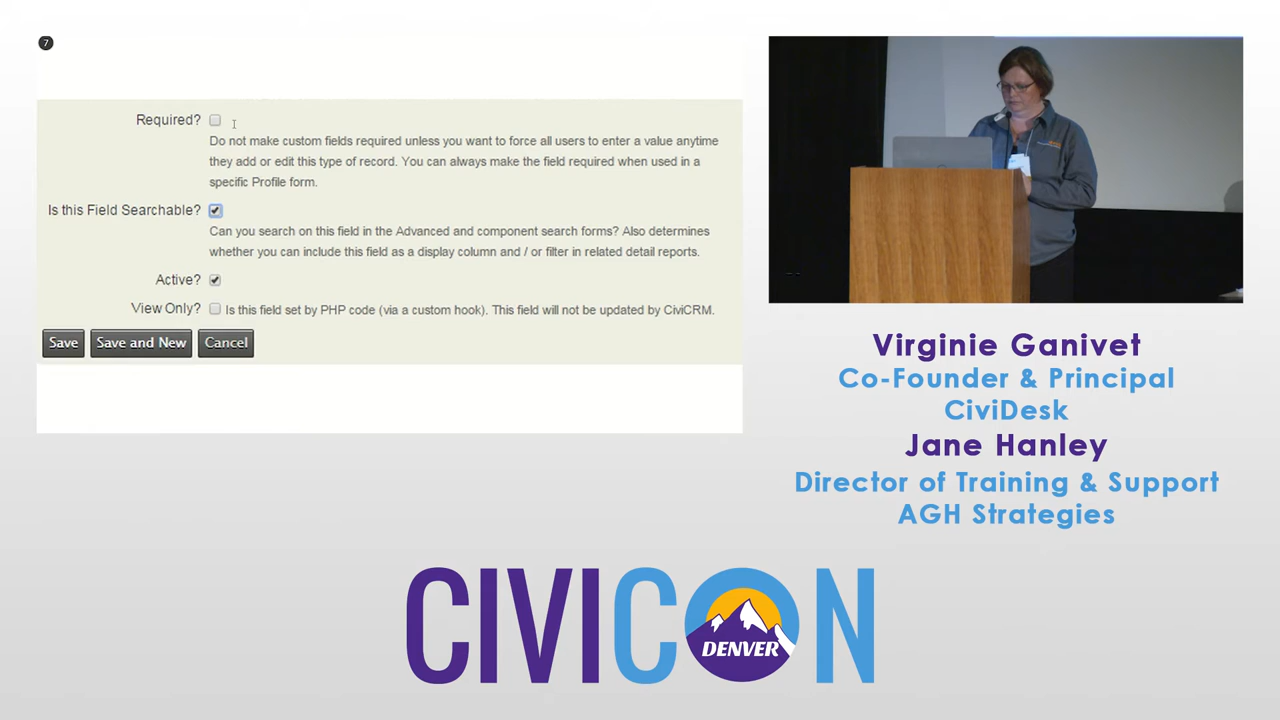 7
Required?
Do not make custom fields required unless you want to force all users to enter a value anytime
they add or edit this type of record. You can always make the field required when used in a
specific Profile form.
Is this Field Searchable?
Can you search on this field in the Advanced and component search forms? Also determines
whether you can include this field as a display column and / or filter in related detail reports.
Active?
View Only? Is this field set by PHP code (via a custom hook). This field will not be updated by CiviCRM.
Save Save and New Cancel
Virginie Ganivet
Co-Founder & Principal
CiviDesk
Jane Hanley
Director of Training & Support
AGH Strategies
CIVICON
DENVER